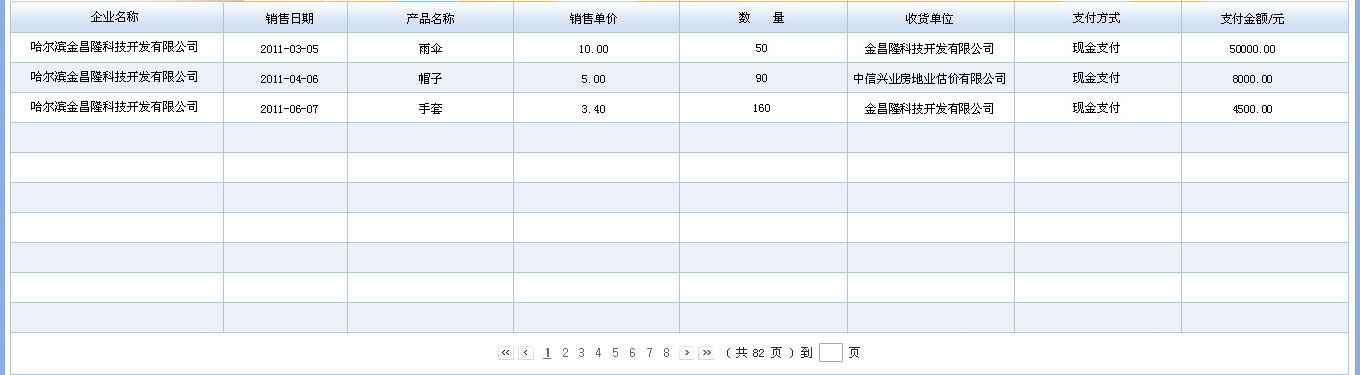 企业名称 销售日期 产品名称 销售单价 数 量 收货单位 支付方式 支付金额/元
哈尔滨金昌隆科技开发有限公司 2011-03-05 雨伞 10.00 50 金昌隆科技开发有限公司 现金支付 50000.00
哈尔滨金昌隆科技开发有限公司 2011-04-06 帽子 5.00 90 中信兴业房地业估价有限公司 现金支付 8000.00
哈尔滨金昌隆科技开发有限公司 2011-06-07 手套 3.40 160 金昌隆科技开发有限公司 现金支付 4500.00
« ‹ 1 2 3 4 5 6 7 8 › » ( 共 82 页 ) 到 页